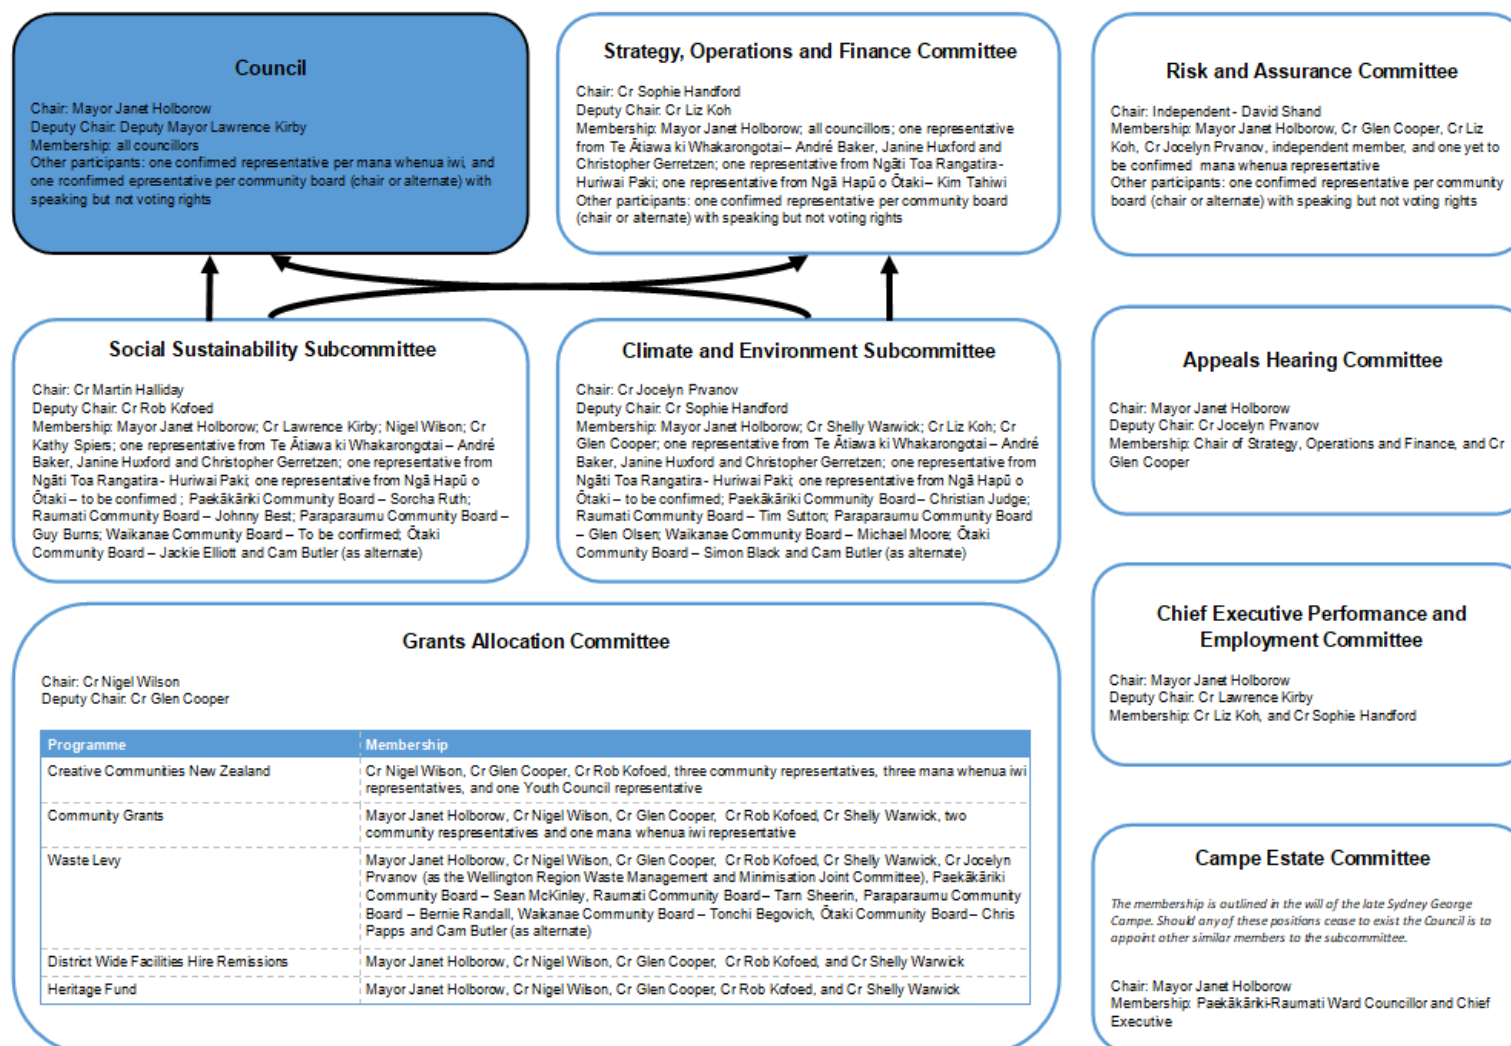 Council
Chair: Mayor Janet Holborow
Deputy Chair: Deputy Mayor Lawrence Kirby
Membership: all councillors
Other participants: one confirmed representative per mana whenua iwi, and
one rconfirmed epresentative per community board (chair or alternate) with
speaking but not voting rights
Strategy, Operations and Finance Committee
Chair: Cr Sophie Handford
Deputy Chair: Cr Liz Koh
Membership: Mayor Janet Holborow; all councillors; one representative
from Te Ātiawa ki Whakarongotai – André Baker, Janine Huxford and
Christopher Gerretzen; one representative from Ngāti Toa Rangatira-
Huriwai Paki; one representative from Ngā Hapū o Ōtaki – Kim Tahiwi
Other participants: one confirmed representative per community board
(chair or alternate) with speaking but not voting rights
Risk and Assurance Committee
Chair: Independent - David Shand
Membership: Mayor Janet Holborow, Cr Glen Cooper, Cr Liz
Koh, Cr Jocelyn Prvanov, independent member, and one yet to
be confirmed mana whenua representative
Other participants: one confirmed representative per community
board (chair or alternate) with speaking but not voting rights
Social Sustainability Subcommittee
Chair: Cr Martin Halliday
Deputy Chair: Cr Rob Kofoed
Membership: Mayor Janet Holborow; Cr Lawrence Kirby; Nigel Wilson; Cr
Kathy Spiers; one representative from Te Ātiawa ki Whakarongotai – André
Baker, Janine Huxford and Christopher Gerretzen; one representative from
Ngāti Toa Rangatira- Huriwai Paki; one representative from Ngā Hapū o
Ōtaki – to be confirmed ; Paekākāriki Community Board – Sorcha Ruth;
Raumati Community Board – Johnny Best; Paraparaumu Community Board –
Guy Burns; Waikanae Community Board – To be confirmed; Ōtaki
Community Board – Jackie Elliott and Cam Butler (as alternate)
Climate and Environment Subcommittee
Chair: Cr Jocelyn Prvanov
Deputy Chair: Cr Sophie Handford
Membership: Mayor Janet Holborow; Cr Shelly Warwick; Cr Liz Koh; Cr
Glen Cooper; one representative from Te Ātiawa ki Whakarongotai – André
Baker, Janine Huxford and Christopher Gerretzen; one representative from
Ngāti Toa Rangatira- Huriwai Paki; one representative from Ngā Hapū o
Ōtaki – to be confirmed; Paekākāriki Community Board – Christian Judge;
Raumati Community Board – Tim Sutton; Paraparaumu Community Board
– Glen Olsen; Waikanae Community Board – Michael Moore; Ōtaki
Community Board – Simon Black and Cam Butler (as alternate)
Appeals Hearing Committee
Chair: Mayor Janet Holborow
Deputy Chair: Cr Jocelyn Prvanov
Membership: Chair of Strategy, Operations and Finance, and Cr
Glen Cooper
Chief Executive Performance and
Employment Committee
Chair: Mayor Janet Holborow
Deputy Chair: Cr Lawrence Kirby
Membership: Cr Liz Koh, and Cr Sophie Handford
Grants Allocation Committee
Chair: Cr Nigel Wilson
Deputy Chair: Cr Glen Cooper
Programme Membership
Creative Communities New Zealand Cr Nigel Wilson, Cr Glen Cooper, Cr Rob Kofoed, three community representatives, three mana whenua iwi
representatives, and one Youth Council representative
Community Grants Mayor Janet Holborow, Cr Nigel Wilson, Cr Glen Cooper, Cr Rob Kofoed, Cr Shelly Warwick, two
community respresentatives and one mana whenua iwi representative
Waste Levy Mayor Janet Holborow, Cr Nigel Wilson, Cr Glen Cooper, Cr Rob Kofoed, Cr Shelly Warwick, Cr Jocelyn
Prvanov (as the Wellington Region Waste Management and Minimisation Joint Committee), Paekākāriki
Community Board – Sean McKinley, Raumati Community Board – Tarn Sheerin, Paraparaumu Community
Board – Bernie Randall, Waikanae Community Board – Tonchi Begovich, Ōtaki Community Board – Chris
Papps and Cam Butler (as alternate)
District Wide Facilities Hire Remissions Mayor Janet Holborow, Cr Nigel Wilson, Cr Glen Cooper, Cr Rob Kofoed, and Cr Shelly Warwick
Heritage Fund Mayor Janet Holborow, Cr Nigel Wilson, Cr Glen Cooper, Cr Rob Kofoed, and Cr Shelly Warwick
Campe Estate Committee
The membership is outlined in the will of the late Sydney George
Campe. Should any of these positions cease to exist the Council is to
appoint other similar members to the subcommittee.
Chair: Mayor Janet Holborow
Membership: Paekākāriki-Raumati Ward Councillor and Chief
Executive